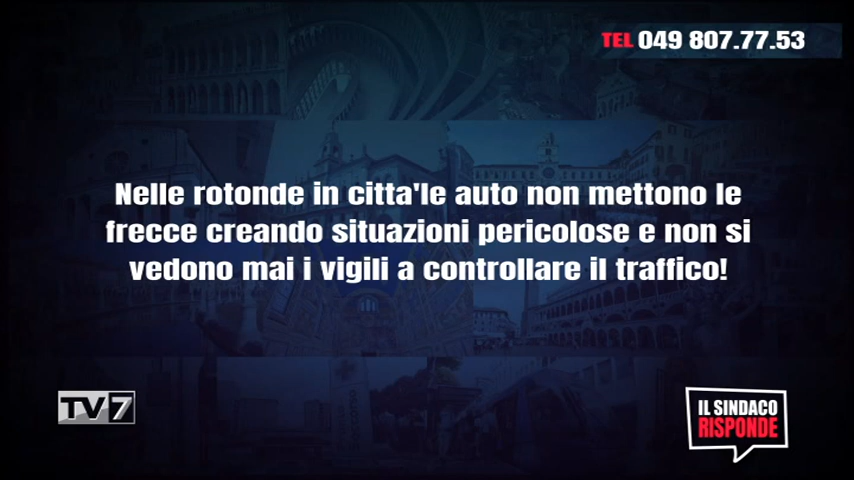 TEL 049 807.77.53
Nelle rotonde in citta'le auto non mettono le
frecce creando situazioni pericolose e non si
vedono mai i vigili a controllare il traffico!
TV7
IL SINDACO
RISPONDE